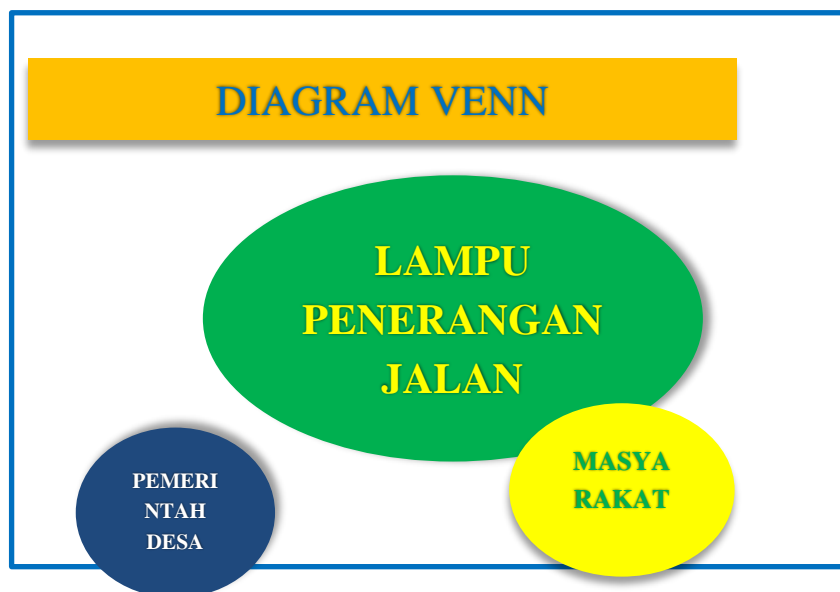 DIAGRAM VENN
LAMPU
PENERANGAN
JALAN
PEMERI
NTAH
DESA
MASYA
RAKAT